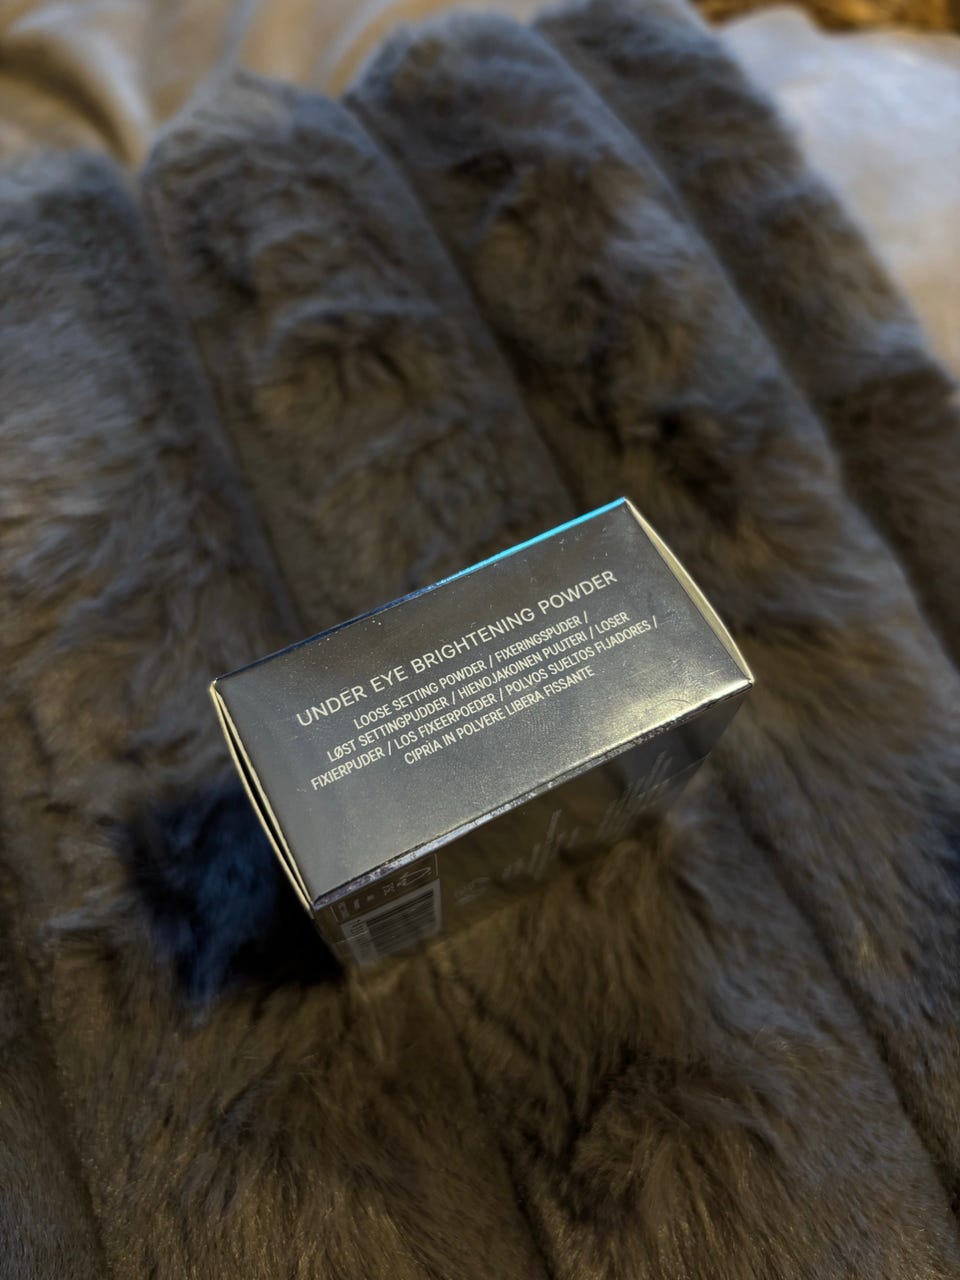 UNDER EYE BRIGHTENING POWDER
LOOSE SETTING POWDER / FIXERINGSPUDER /
LØST SETTINGPUDDER / HIENOJAKOINEN PUUTERI / LOSER
FIXIERPUDER / LOS FIXEERPOEDER / POLVOS SUELTOS FIJADORES /
CIPRIA IN POLVERE LIBERA FISSANTE